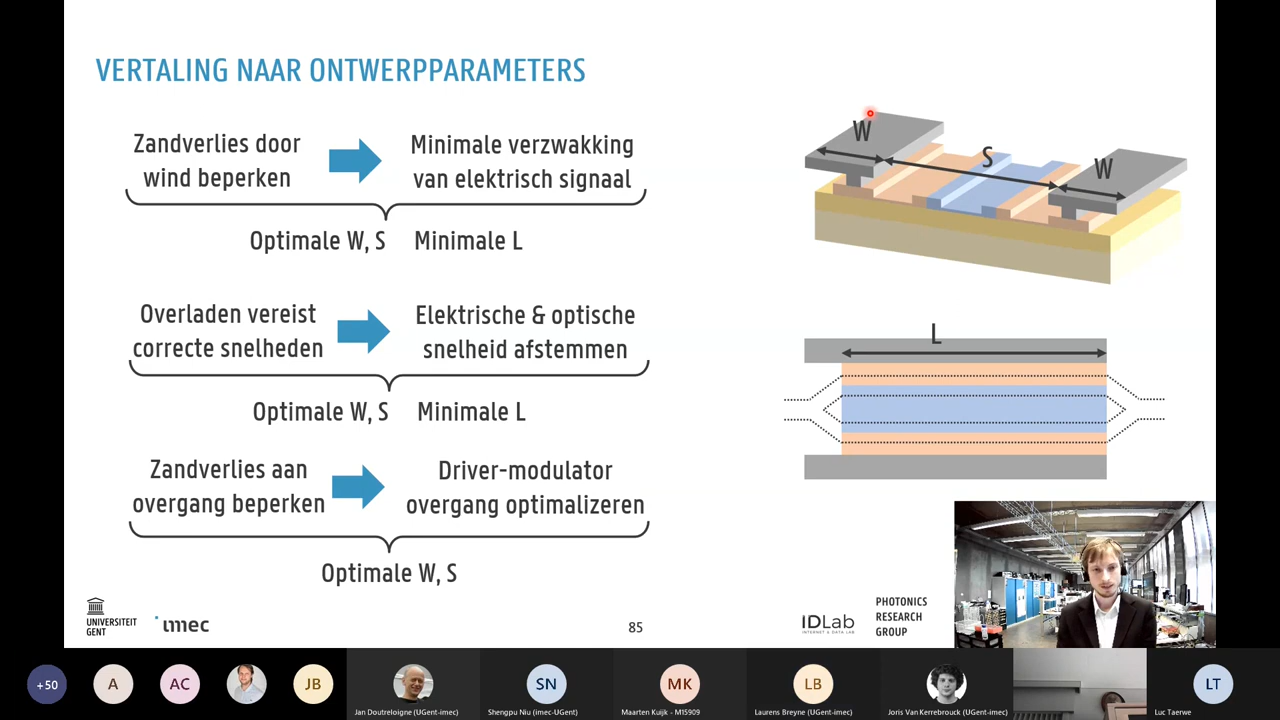 VERTALING NAAR ONTWERPPARAMETERS
Zandverlies door
wind beperken
Minimale verzwakking
van elektrisch signaal
Optimale W, S
Minimale L
Overladen vereist
correcte snelheden
Elektrische & optische
snelheid afstemmen
Optimale W, S
Minimale L
Zandverlies aan
overgang beperken
Driver-modulator
overgang optimalizeren
Optimale W, S
W
S
W
L
UNIVERSITEIT
GENT
imec
85
IDLab
INTERNET & DATA LAB
PHOTONICS
RESEARCH
GROUP
+50
A
AC
JB
Jan Doutreloigne (UGent-imec)
SN
Shengpu Niu (imec-UGent)
MK
Maarten Kuijk - M15909
LB
Laurens Breyne (UGent-imec)
Joris Van Kerrebrouck (UGent-imec)
LT
Luc Taerwe